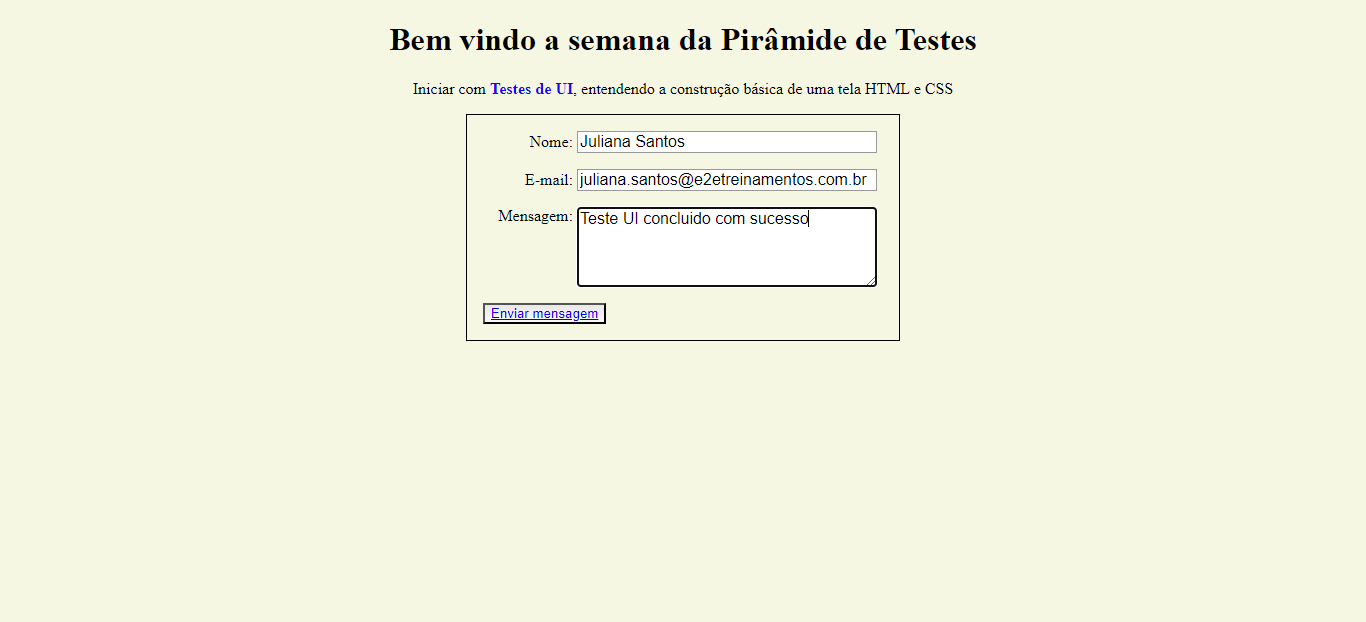 Bem vindo a semana da Pirâmide de Testes
Iniciar com Testes de UI, entendendo a construção básica de uma tela HTML e CSS
Nome: Juliana Santos
E-mail: juliana.santos@e2etreinamentos.com.br
Mensagem: Teste UI concluido com sucesso
Enviar mensagem